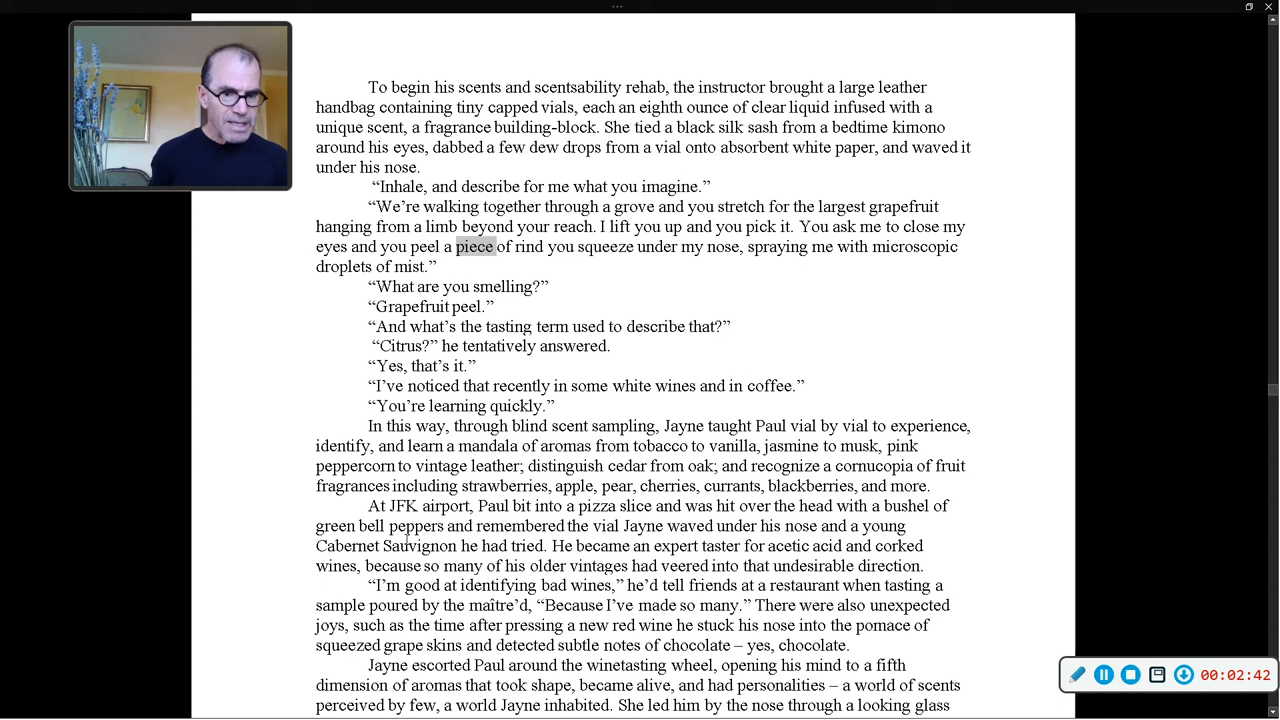 To begin his scents and scentsability rehab, the instructor brought a large leather
handbag containing tiny capped vials, each an eighth ounce of clear liquid infused with a
unique scent, a fragrance building-block. She tied a black silk sash from a bedtime kimono
around his eyes, dabbed a few dew drops from a vial onto absorbent white paper, and waved it
under his nose.
“Inhale, and describe for me what you imagine.”
“We’re walking together through a grove and you stretch for the largest grapefruit
hanging from a limb beyond your reach. I lift you up and you pick it. You ask me to close my
eyes and you peel a piece of rind you squeeze under my nose, spraying me with microscopic
droplets of mist.”
“What are you smelling?”
“Grapefruit peel.”
“And what’s the tasting term used to describe that?”
“Citrus?” he tentatively answered.
“Yes, that’s it.”
“I’ve noticed that recently in some white wines and in coffee.”
“You’re learning quickly.”
In this way, through blind scent sampling, Jayne taught Paul vial by vial to experience,
identify, and learn a mandala of aromas from tobacco to vanilla, jasmine to musk, pink
peppercorn to vintage leather; distinguish cedar from oak; and recognize a cornucopia of fruit
fragrances including strawberries, apple, pear, cherries, currants, blackberries, and more.
At JFK airport, Paul bit into a pizza slice and was hit over the head with a bushel of
green bell peppers and remembered the vial Jayne waved under his nose and a young
Cabernet Sauvignon he had tried. He became an expert taster for acetic acid and corked
wines, because so many of his older vintages had veered into that undesirable direction.
“I’m good at identifying bad wines,” he’d tell friends at a restaurant when tasting a
sample poured by the maître’d, “Because I’ve made so many.” There were also unexpected
joys, such as the time after pressing a new red wine he stuck his nose into the pomace of
squeezed grape skins and detected subtle notes of chocolate – yes, chocolate.
Jayne escorted Paul around the winetasting wheel, opening his mind to a fifth
dimension of aromas that took shape, became alive, and had personalities – a world of scents
perceived by few, a world Jayne inhabited. She led him by the nose through a looking glass
00:02:42